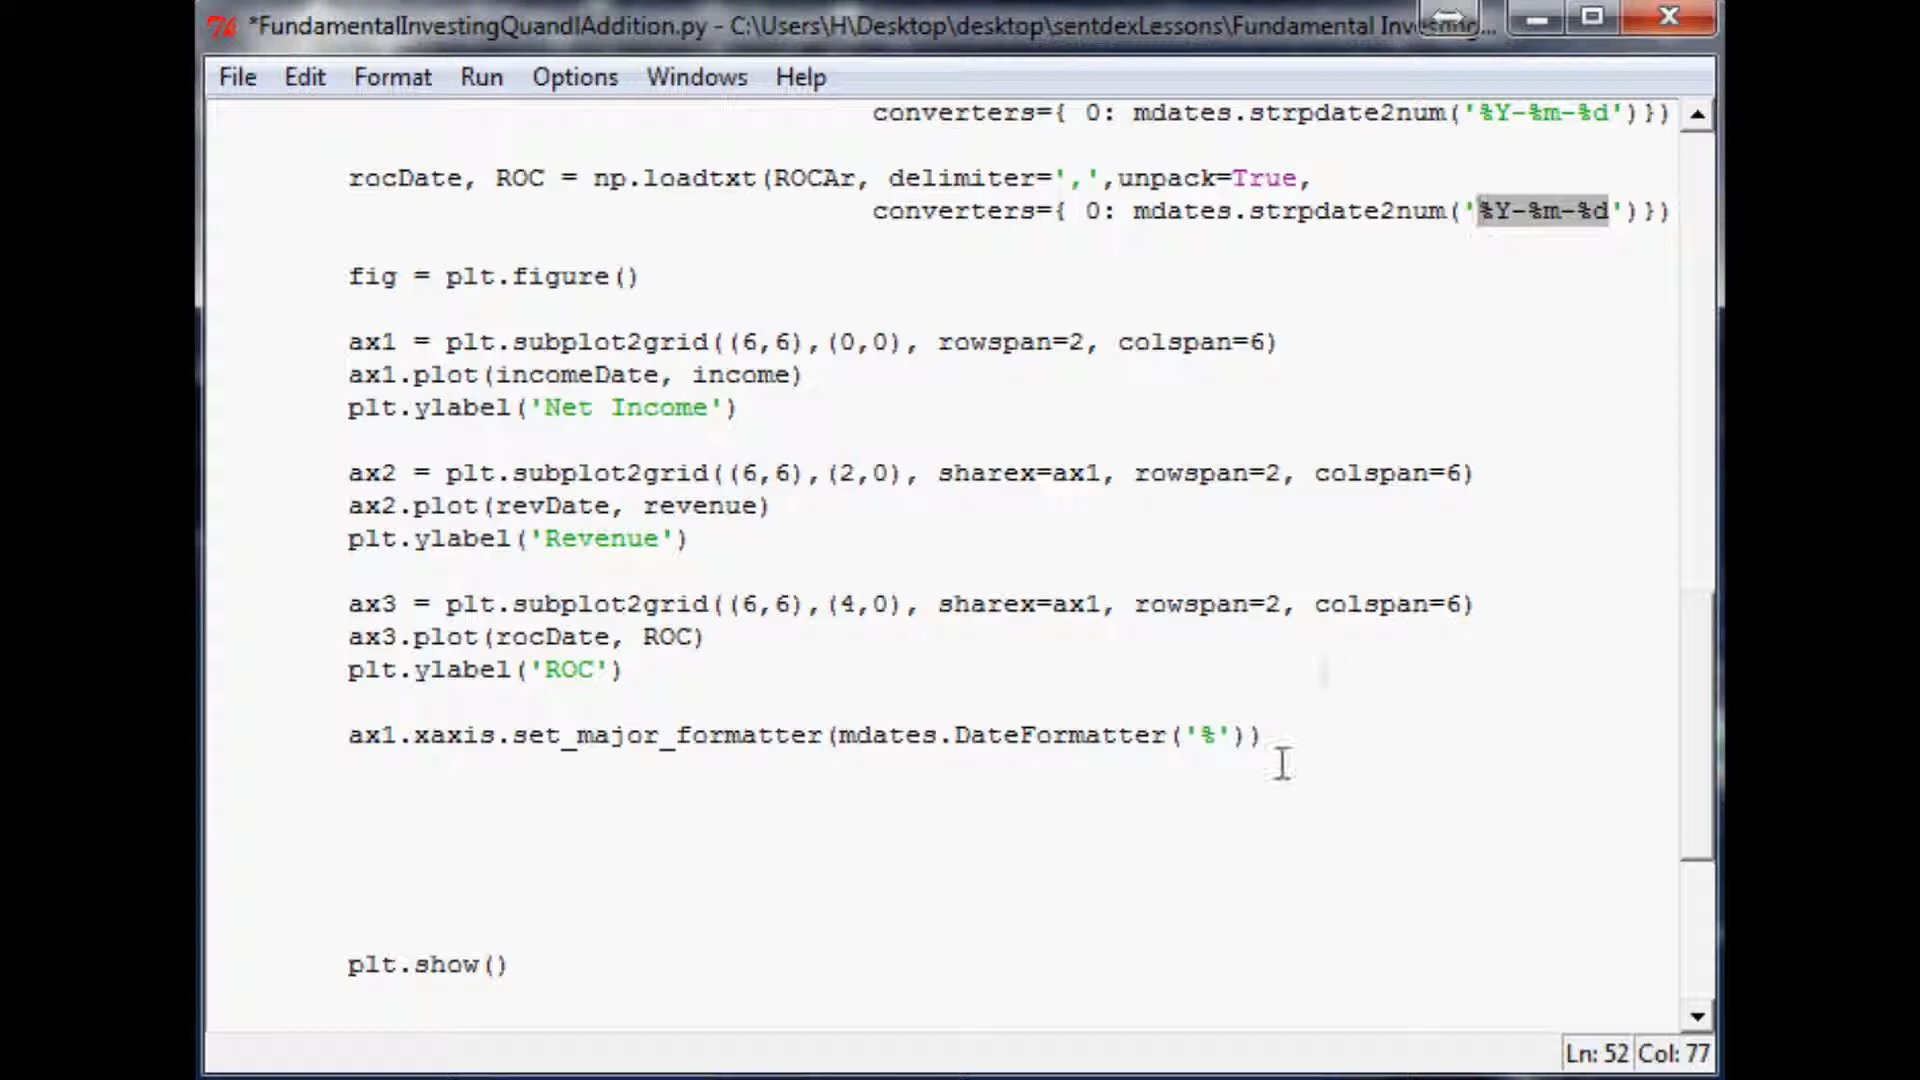 *FundamentalInvestingQuandlAddition.py - C:\Users\H\Desktop\desktop\sentdexLessons\Fundamental Investing...
File Edit Format Run Options Windows Help
converters={ 0: mdates.strpdate2num('%Y-%m-%d')})
rocDate, ROC = np.loadtxt(ROCAr, delimiter=',',unpack=True,
converters={ 0: mdates.strpdate2num('%Y-%m-%d')})
fig = plt.figure()
ax1 = plt.subplot2grid((6,6),(0,0), rowspan=2, colspan=6)
ax1.plot(incomeDate, income)
plt.ylabel('Net Income')
ax2 = plt.subplot2grid((6,6),(2,0), sharex=ax1, rowspan=2, colspan=6)
ax2.plot(revDate, revenue)
plt.ylabel('Revenue')
ax3 = plt.subplot2grid((6,6),(4,0), sharex=ax1, rowspan=2, colspan=6)
ax3.plot(rocDate, ROC)
plt.ylabel('ROC')
ax1.xaxis.set_major_formatter(mdates.DateFormatter('%'))
plt.show()
Ln: 52 Col: 77